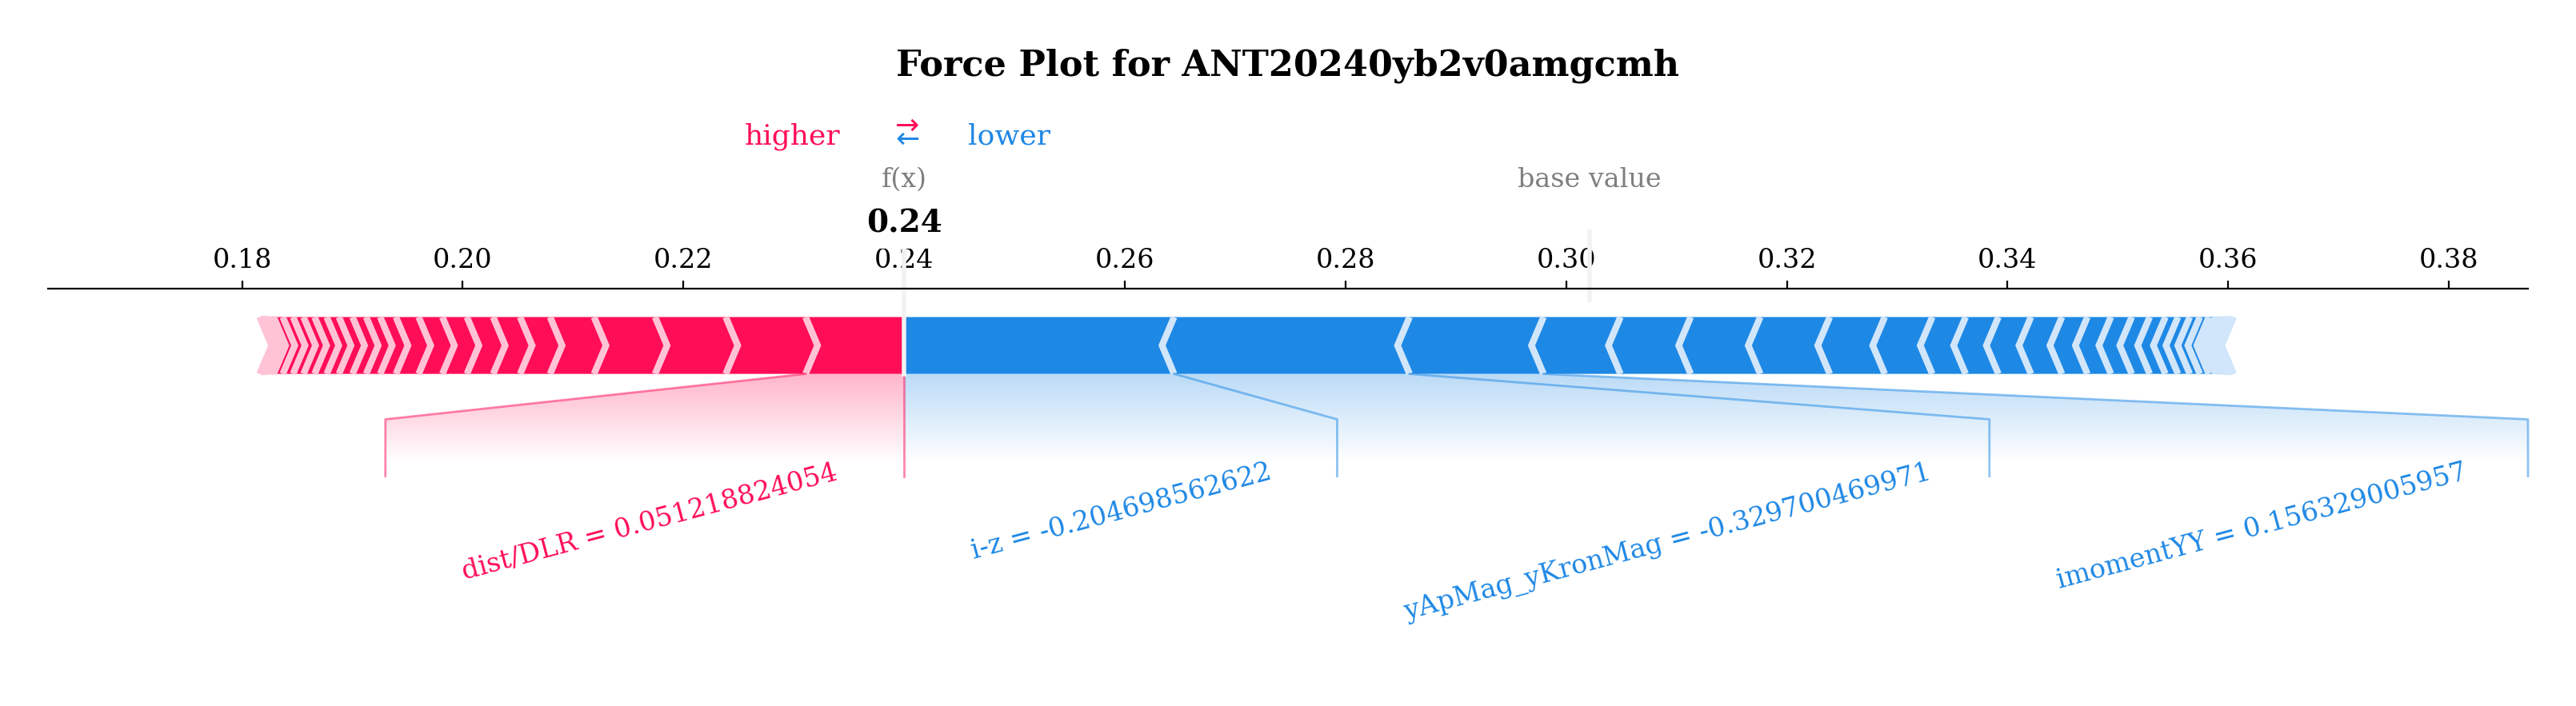 Force Plot for ANT20240yb2v0amgcmh
higher ⇄ lower
f(x) base value
0.24
0.18 0.20 0.22 0.24 0.26 0.28 0.30 0.32 0.34 0.36 0.38
dist/DLR = 0.051218824054
i-z = -0.204698562622
yApMag_yKronMag = -0.329700469971
imomentYY = 0.156329005957